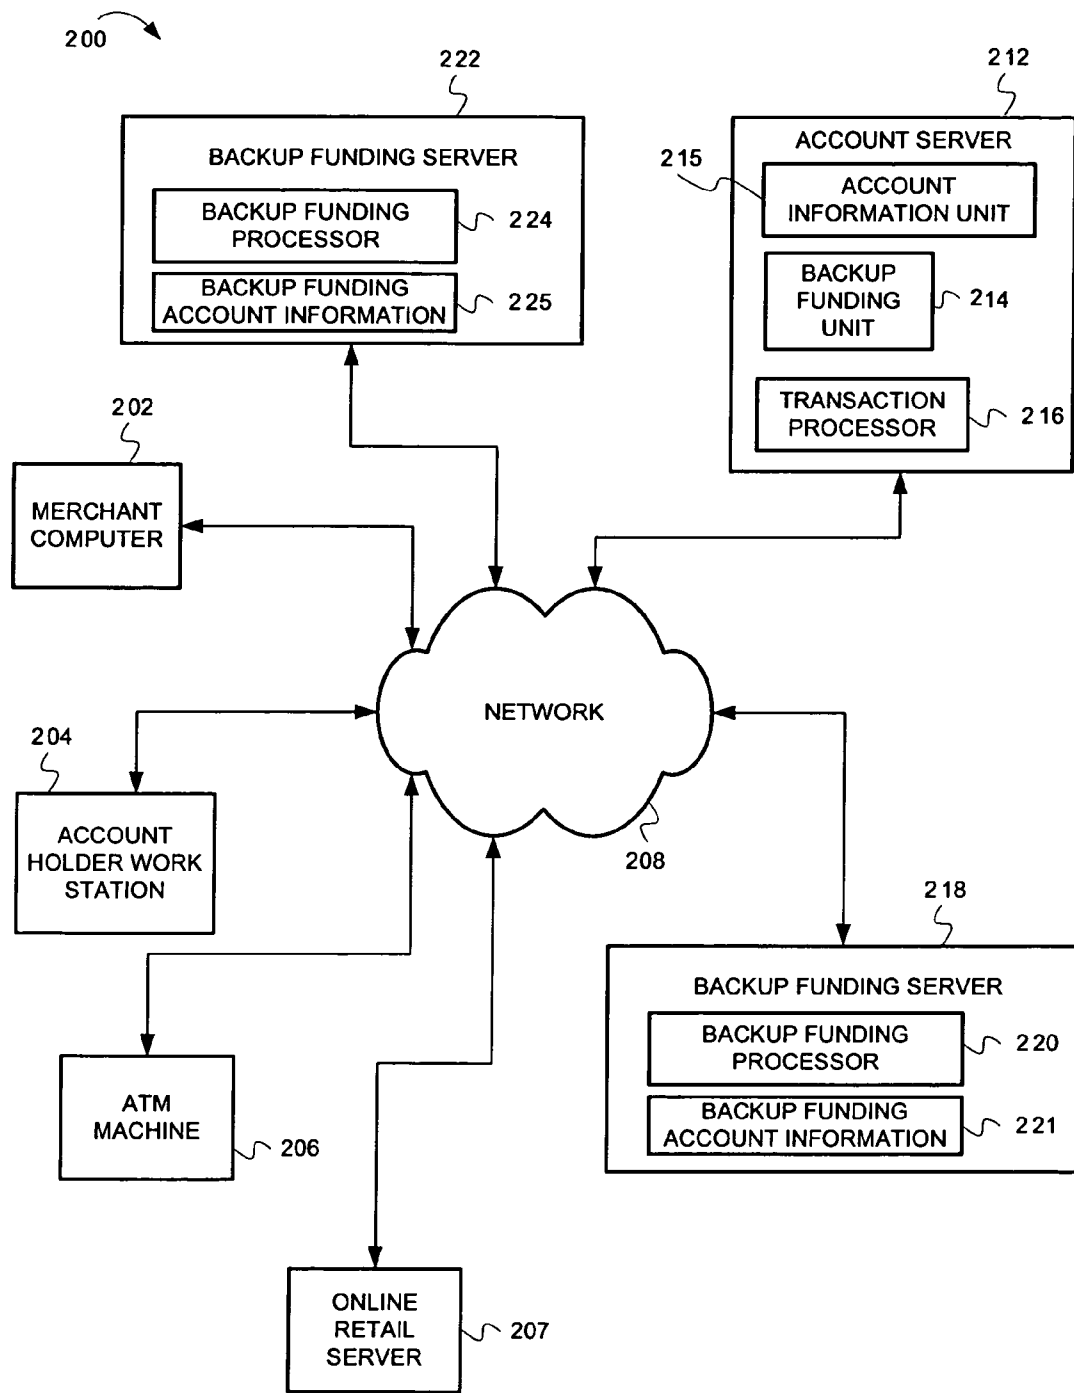 200
222
BACKUP FUNDING SERVER
BACKUP FUNDING
PROCESSOR
224
BACKUP FUNDING
ACCOUNT INFORMATION
225
212
ACCOUNT SERVER
215
ACCOUNT
INFORMATION UNIT
BACKUP
FUNDING
UNIT
214
TRANSACTION
PROCESSOR
216
202
MERCHANT
COMPUTER
NETWORK
208
204
ACCOUNT
HOLDER WORK
STATION
218
BACKUP FUNDING SERVER
BACKUP FUNDING
PROCESSOR
220
BACKUP FUNDING
ACCOUNT INFORMATION
221
ATM
MACHINE
206
ONLINE
RETAIL
SERVER
207